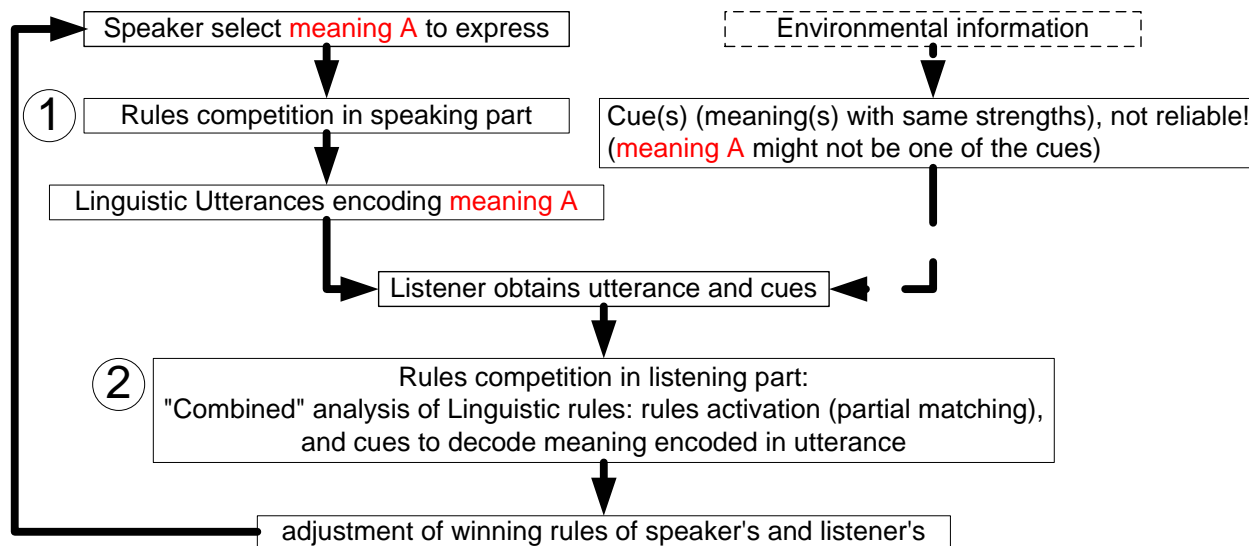 Speaker select meaning A to express
Environmental information
1
Rules competition in speaking part
Cue(s) (meaning(s) with same strengths), not reliable!
(meaning A might not be one of the cues)
Linguistic Utterances encoding meaning A
Listener obtains utterance and cues
2
Rules competition in listening part:
"Combined" analysis of Linguistic rules: rules activation (partial matching),
and cues to decode meaning encoded in utterance
adjustment of winning rules of speaker's and listener's